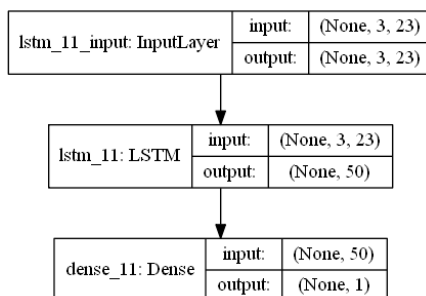 lstm_11_input: InputLayer
input: (None, 3, 23)
output: (None, 3, 23)
lstm_11: LSTM
input: (None, 3, 23)
output: (None, 50)
dense_11: Dense
input: (None, 50)
output: (None, 1)